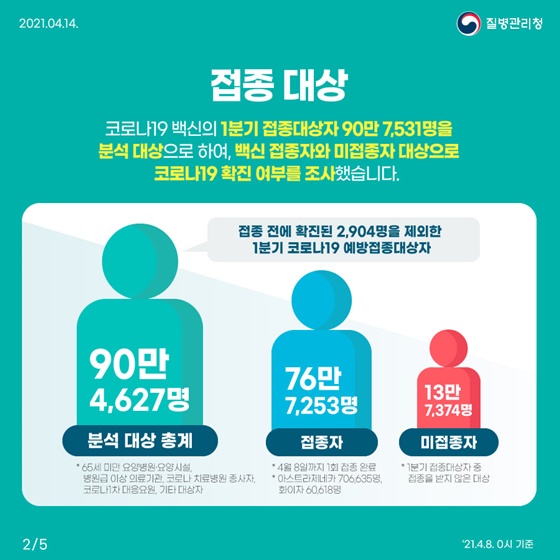 2021.04.14.
질병관리청
접종 대상
코로나19 백신의 1분기 접종대상자 90만 7,531명을
분석 대상으로 하여, 백신 접종자와 미접종자 대상으로
코로나19 확진 여부를 조사했습니다.
접종 전에 확진된 2,904명을 제외한
1분기 코로나19 예방접종대상자
90만
4,627명
분석 대상 총계
* 65세 미만 요양병원·요양시설,
병원급 이상 의료기관, 코로나 치료병원 종사자,
코로나1차 대응요원, 기타 대상자
76만
7,253명
접종자
* 4월 8일까지 1회 접종 완료
* 아스트라제네카 706,635명,
화이자 60,618명
13만
7,374명
미접종자
* 1분기 접종대상자 중
접종을 받지 않은 대상
2/5
'21.4.8. 0시 기준